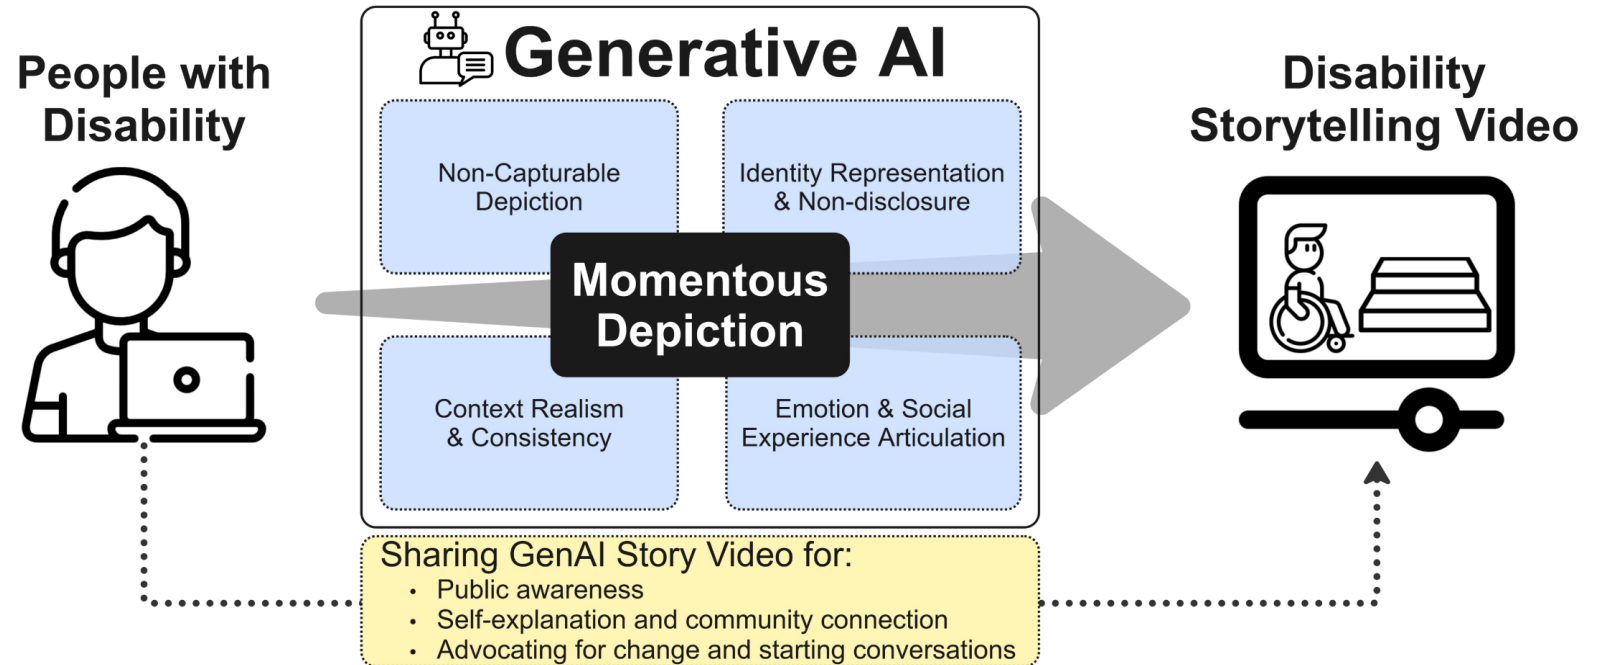 People with
Disability
Generative AI
Non-Capturable
Depiction
Identity Representation
& Non-disclosure
Momentous
Depiction
Context Realism
& Consistency
Emotion & Social
Experience Articulation
Sharing GenAI Story Video for:
• Public awareness
• Self-explanation and community connection
• Advocating for change and starting conversations
Disability
Storytelling Video